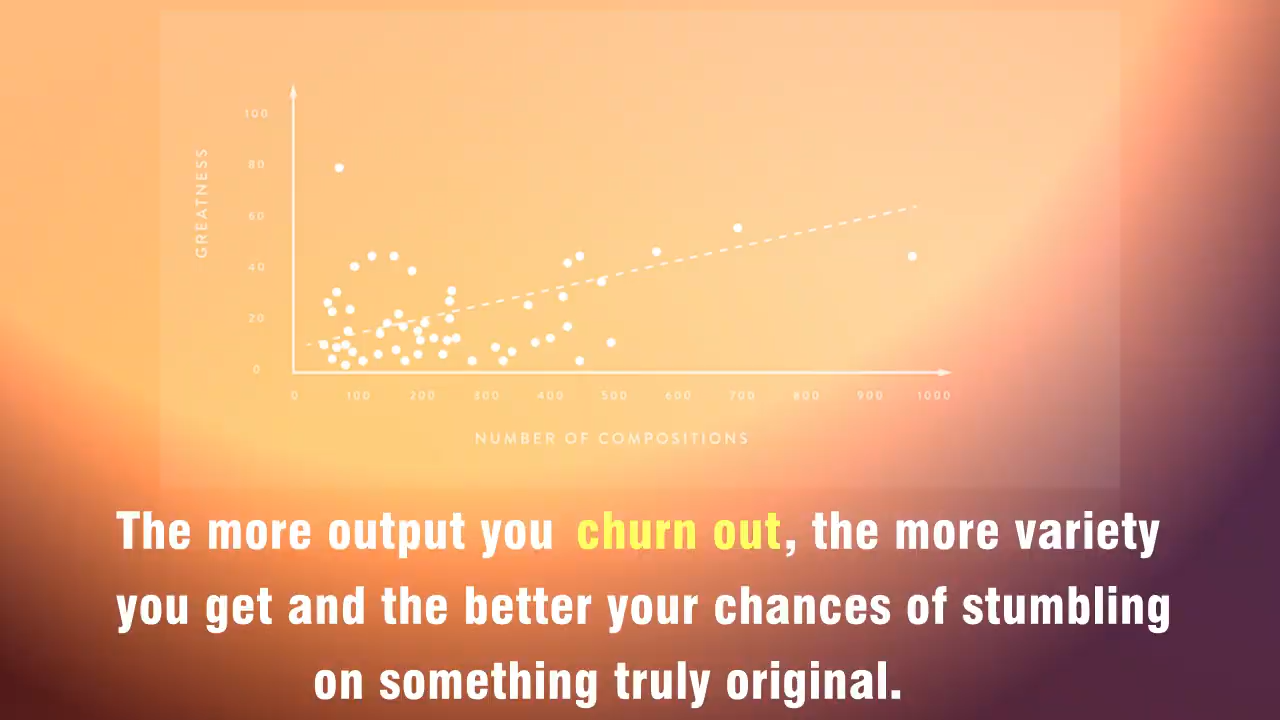 GREATNESS
100
80
60
40
20
0
0 100 200 300 400 500 600 700 800 900 1000
NUMBER OF COMPOSITIONS
The more output you churn out, the more variety
you get and the better your chances of stumbling
on something truly original.